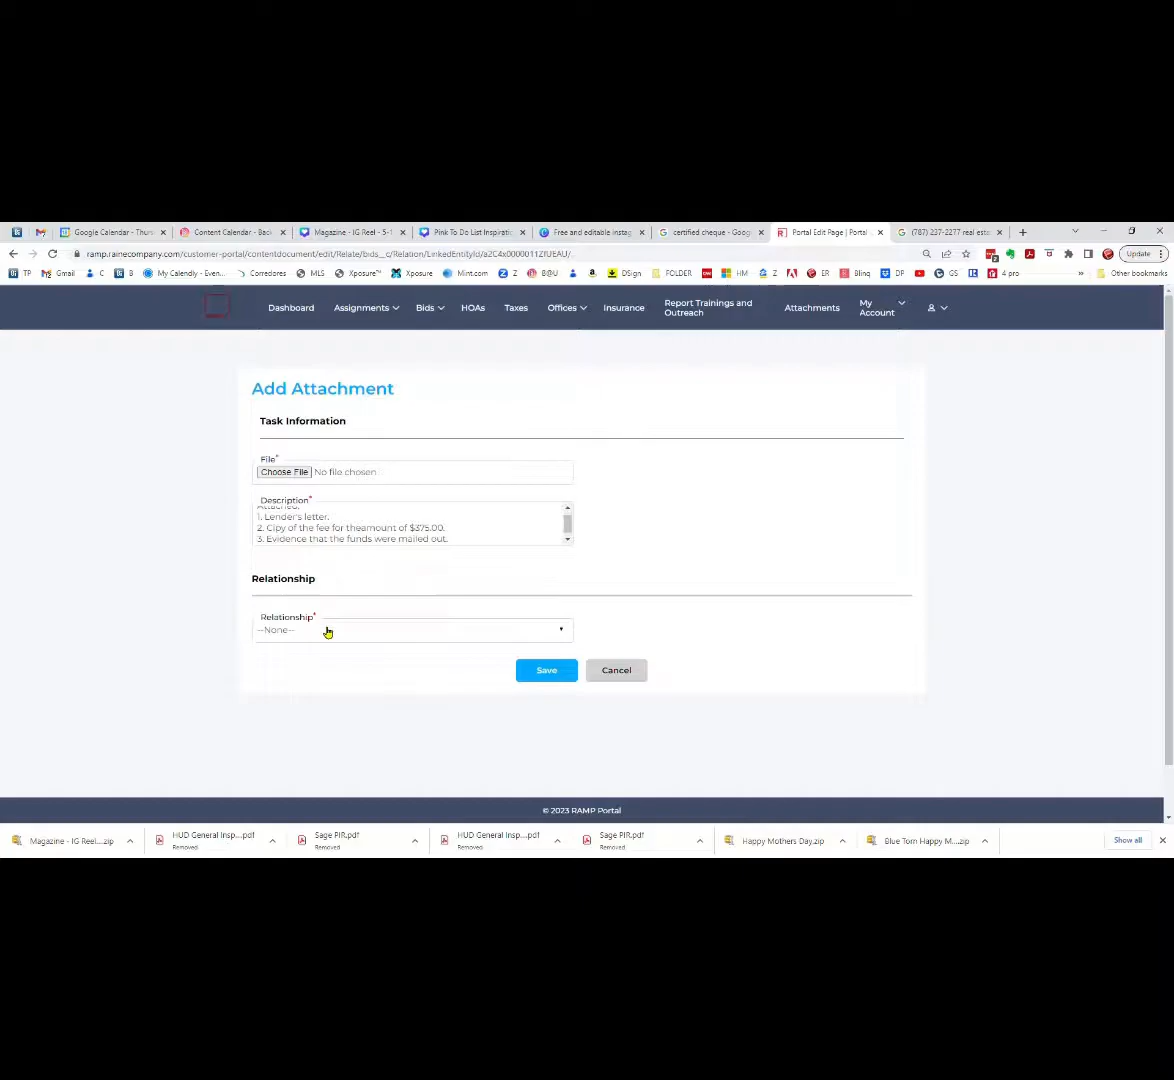 Google Calendar - Thurs
Content Calendar - Back
Magazine - IG Reel - 5-1
Pink To Do List Inspiratio
Free and editable instag
certified cheque - Googl
Portal Edit Page | Portal
(787) 237-2277 real esta
ramp.rainecompany.com/customer-portal/contentdocument/edit/Relate/bids__c/Relation/LinkedEntityId/
Update
TP
Gmail
C
B
My Calendly - Even...
Corredores
MLS
Xposure™
Xposure
Mint.com
Z
B@U
DSign
FOLDER
HM
Z
ER
Blinq
DP
GS
4 pro
»
Other bookmarks
Dashboard
Assignments
Bids
HOAs
Taxes
Offices
Insurance
Report Trainings and
Outreach
Attachments
My
Account
Add Attachment
Task Information
File*
Choose File No file chosen
Description*
Attached:
1. Lender's letter.
2. Cipy of the fee for theamount of $375.00.
3. Evidence that the funds were mailed out.
Relationship
Relationship*
--None--
Save
Cancel
© 2023 RAMP Portal
Magazine - IG Reel....zip
HUD General Insp....pdf
Removed
Sage PIR.pdf
Removed
HUD General Insp....pdf
Removed
Sage PIR.pdf
Removed
Happy Mothers Day.zip
Blue Torn Happy M....zip
Show all